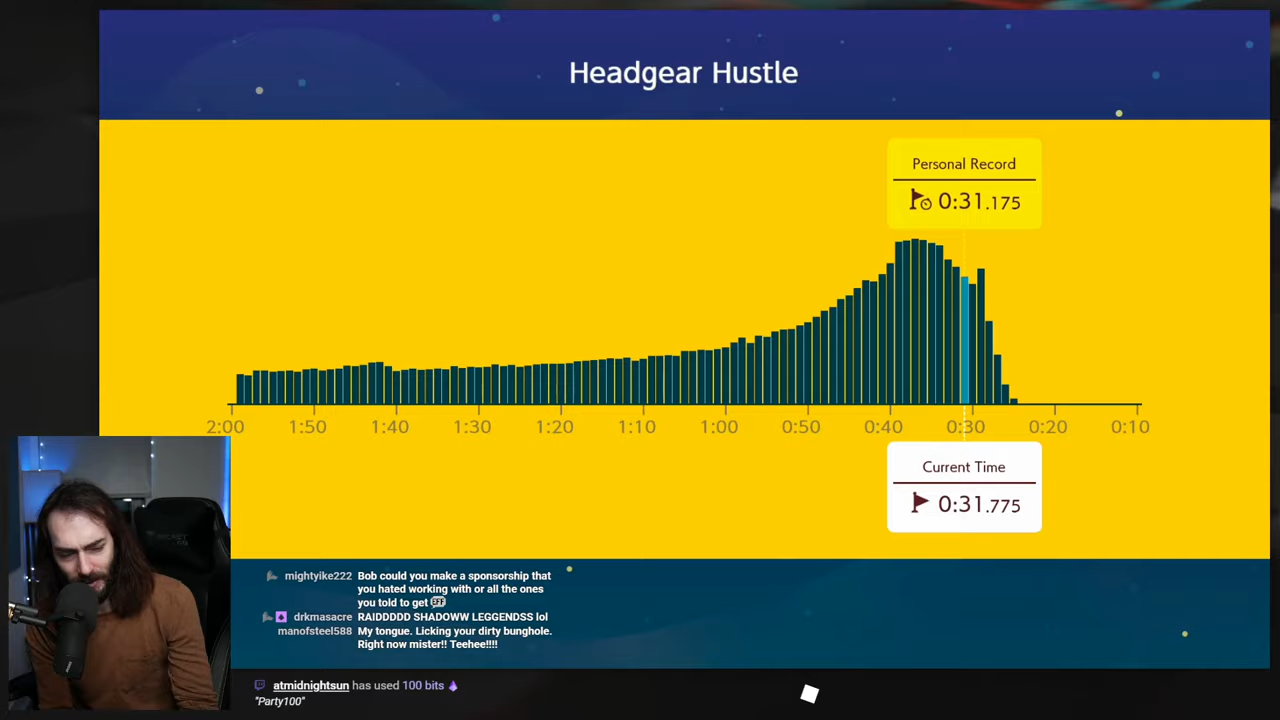 Headgear Hustle
Personal Record
0:31.175
2:00 1:50 1:40 1:30 1:20 1:10 1:00 0:50 0:40 0:30 0:20 0:10
Current Time
0:31.775
mightyike222 Bob could you make a sponsorship that
you hated working with or all the ones
you told to get
drkmasacre RAIDDDDD SHADOWW LEGGENDSS lol
manofsteel588 My tongue. Licking your dirty bunghole.
Right now mister!! Teehee!!!!
atmidnightsun has used 100 bits
"Party100"